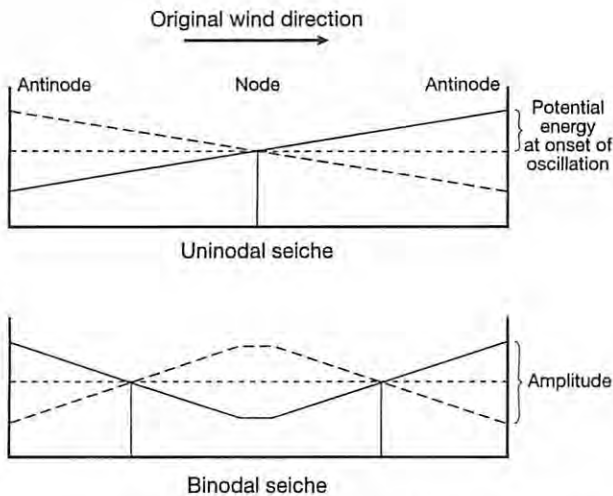 Original wind direction
Antinode
Node
Antinode
Potential
energy
at onset of
oscillation
Uninodal seiche
Amplitude
Binodal seiche